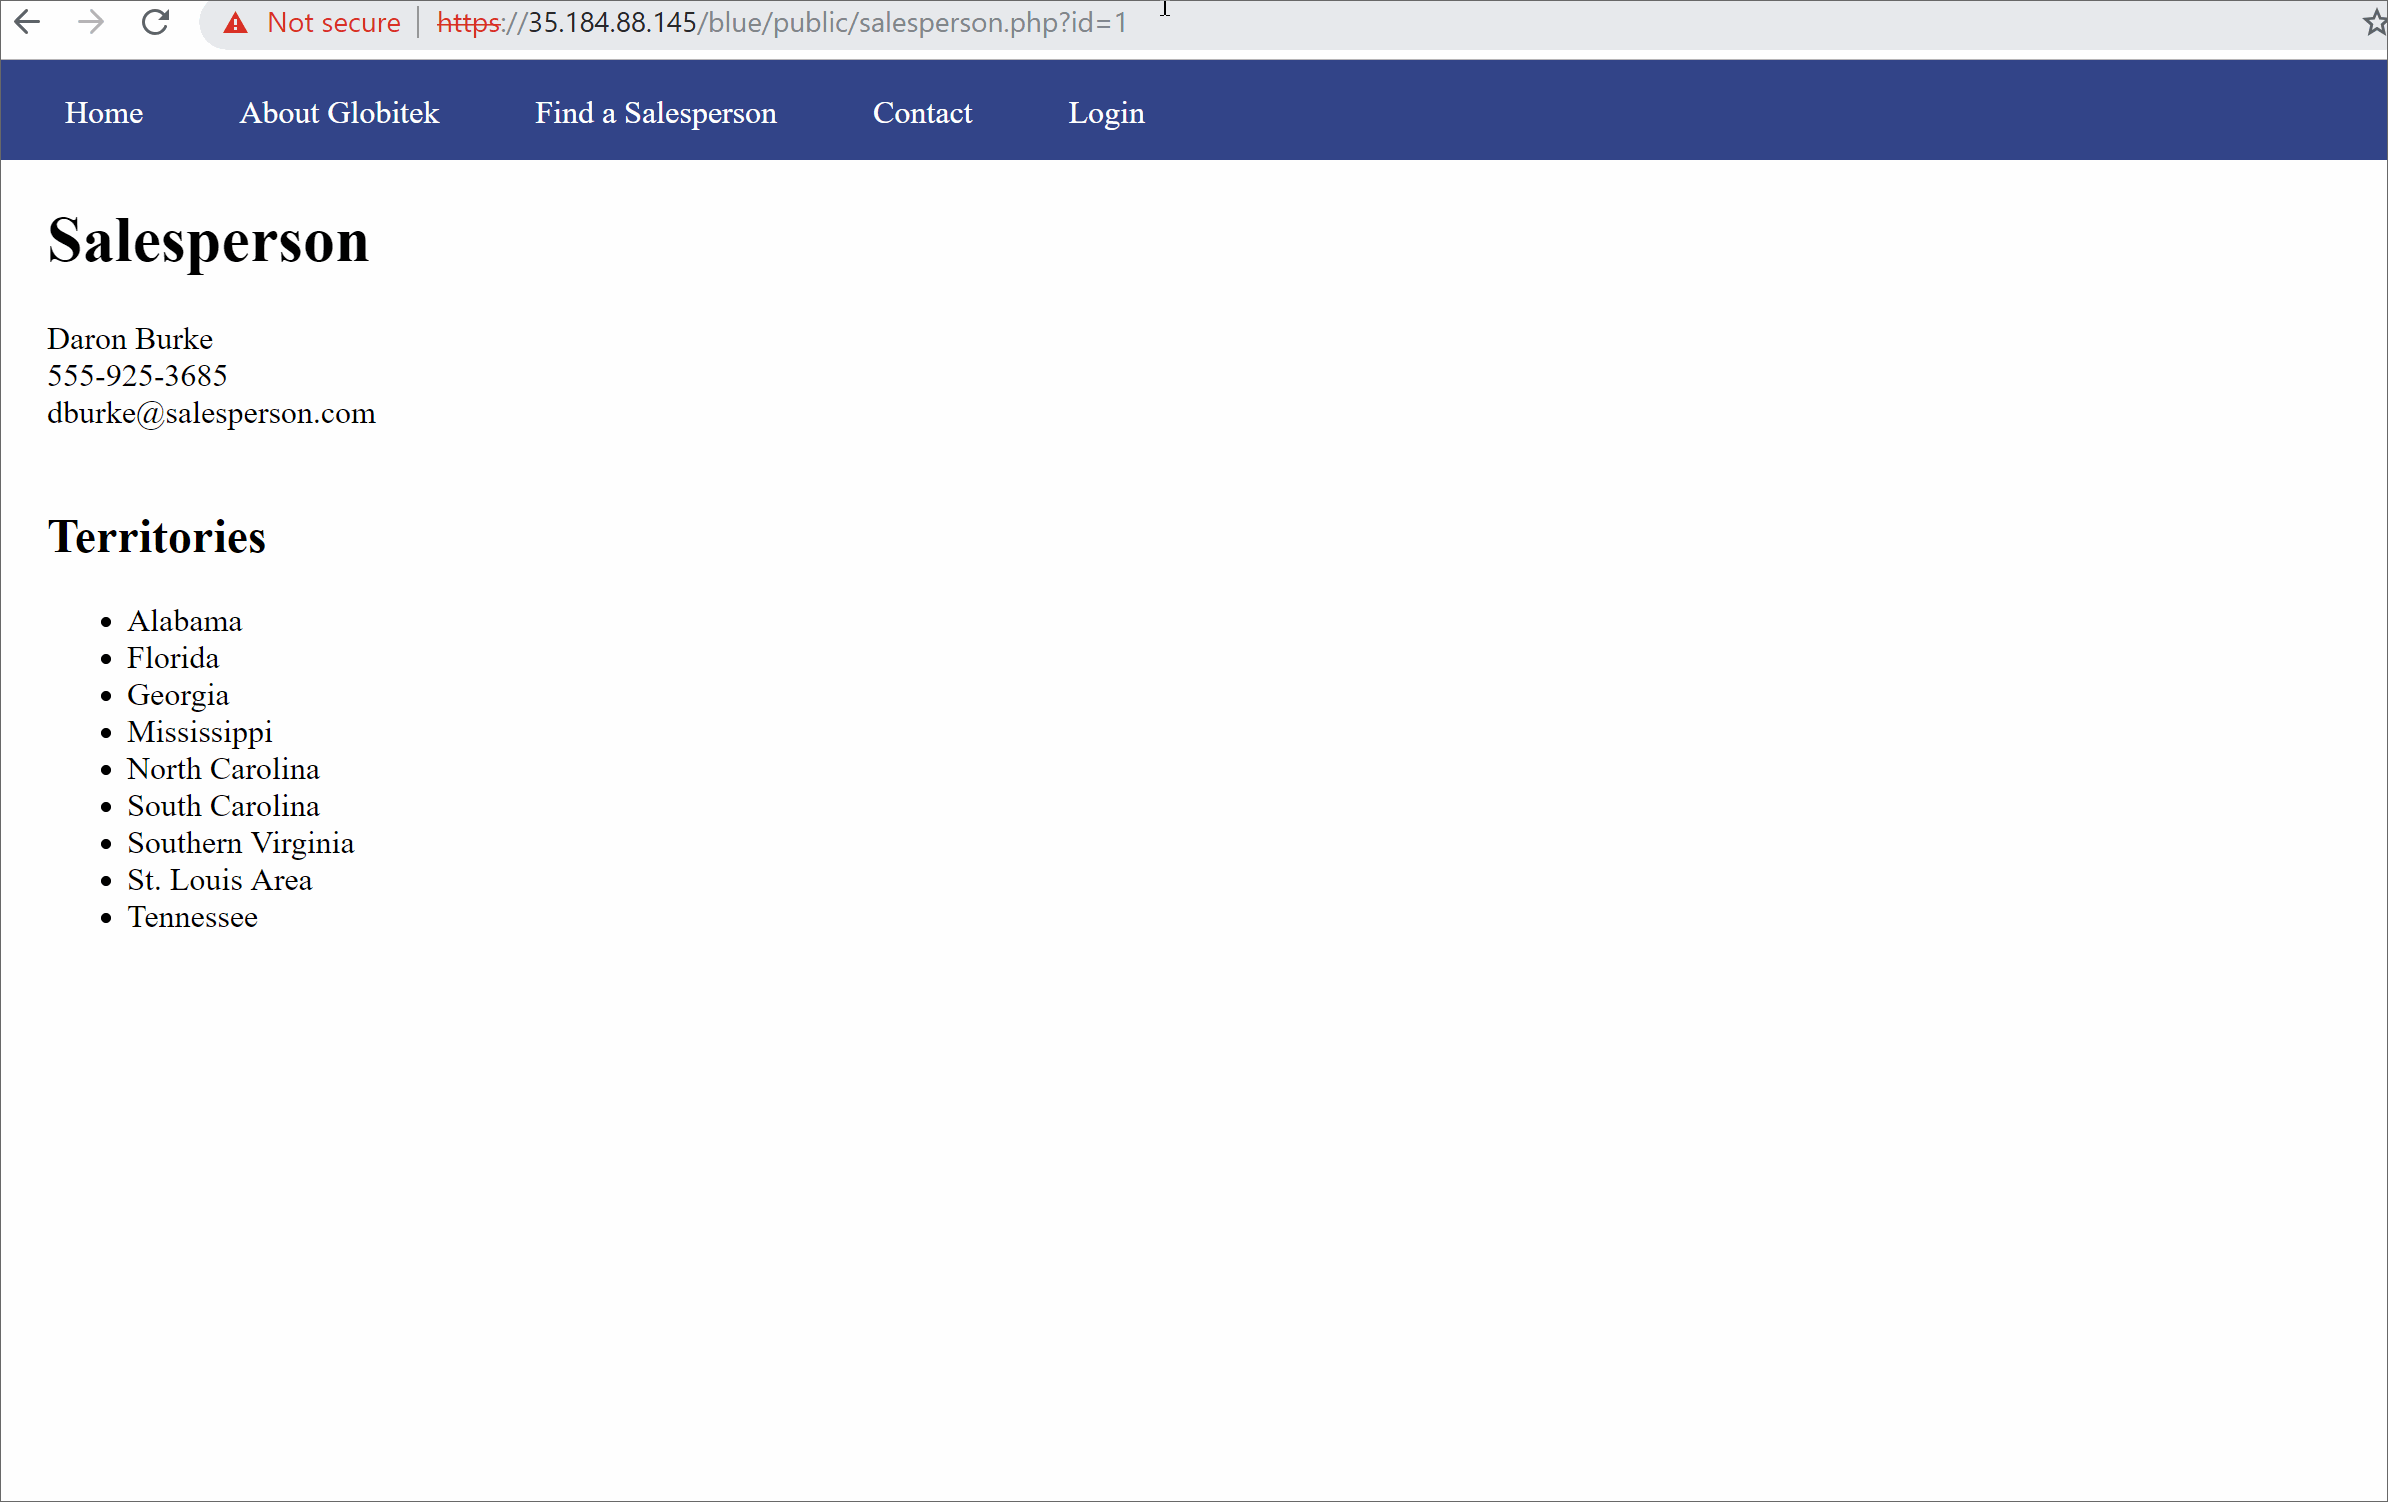 Not secure https://35.184.88.145/blue/public/salesperson.php?id=1
Home About Globitek Find a Salesperson Contact Login
Salesperson
Daron Burke
555-925-3685
dburke@salesperson.com
Territories
• Alabama
• Florida
• Georgia
• Mississippi
• North Carolina
• South Carolina
• Southern Virginia
• St. Louis Area
• Tennessee